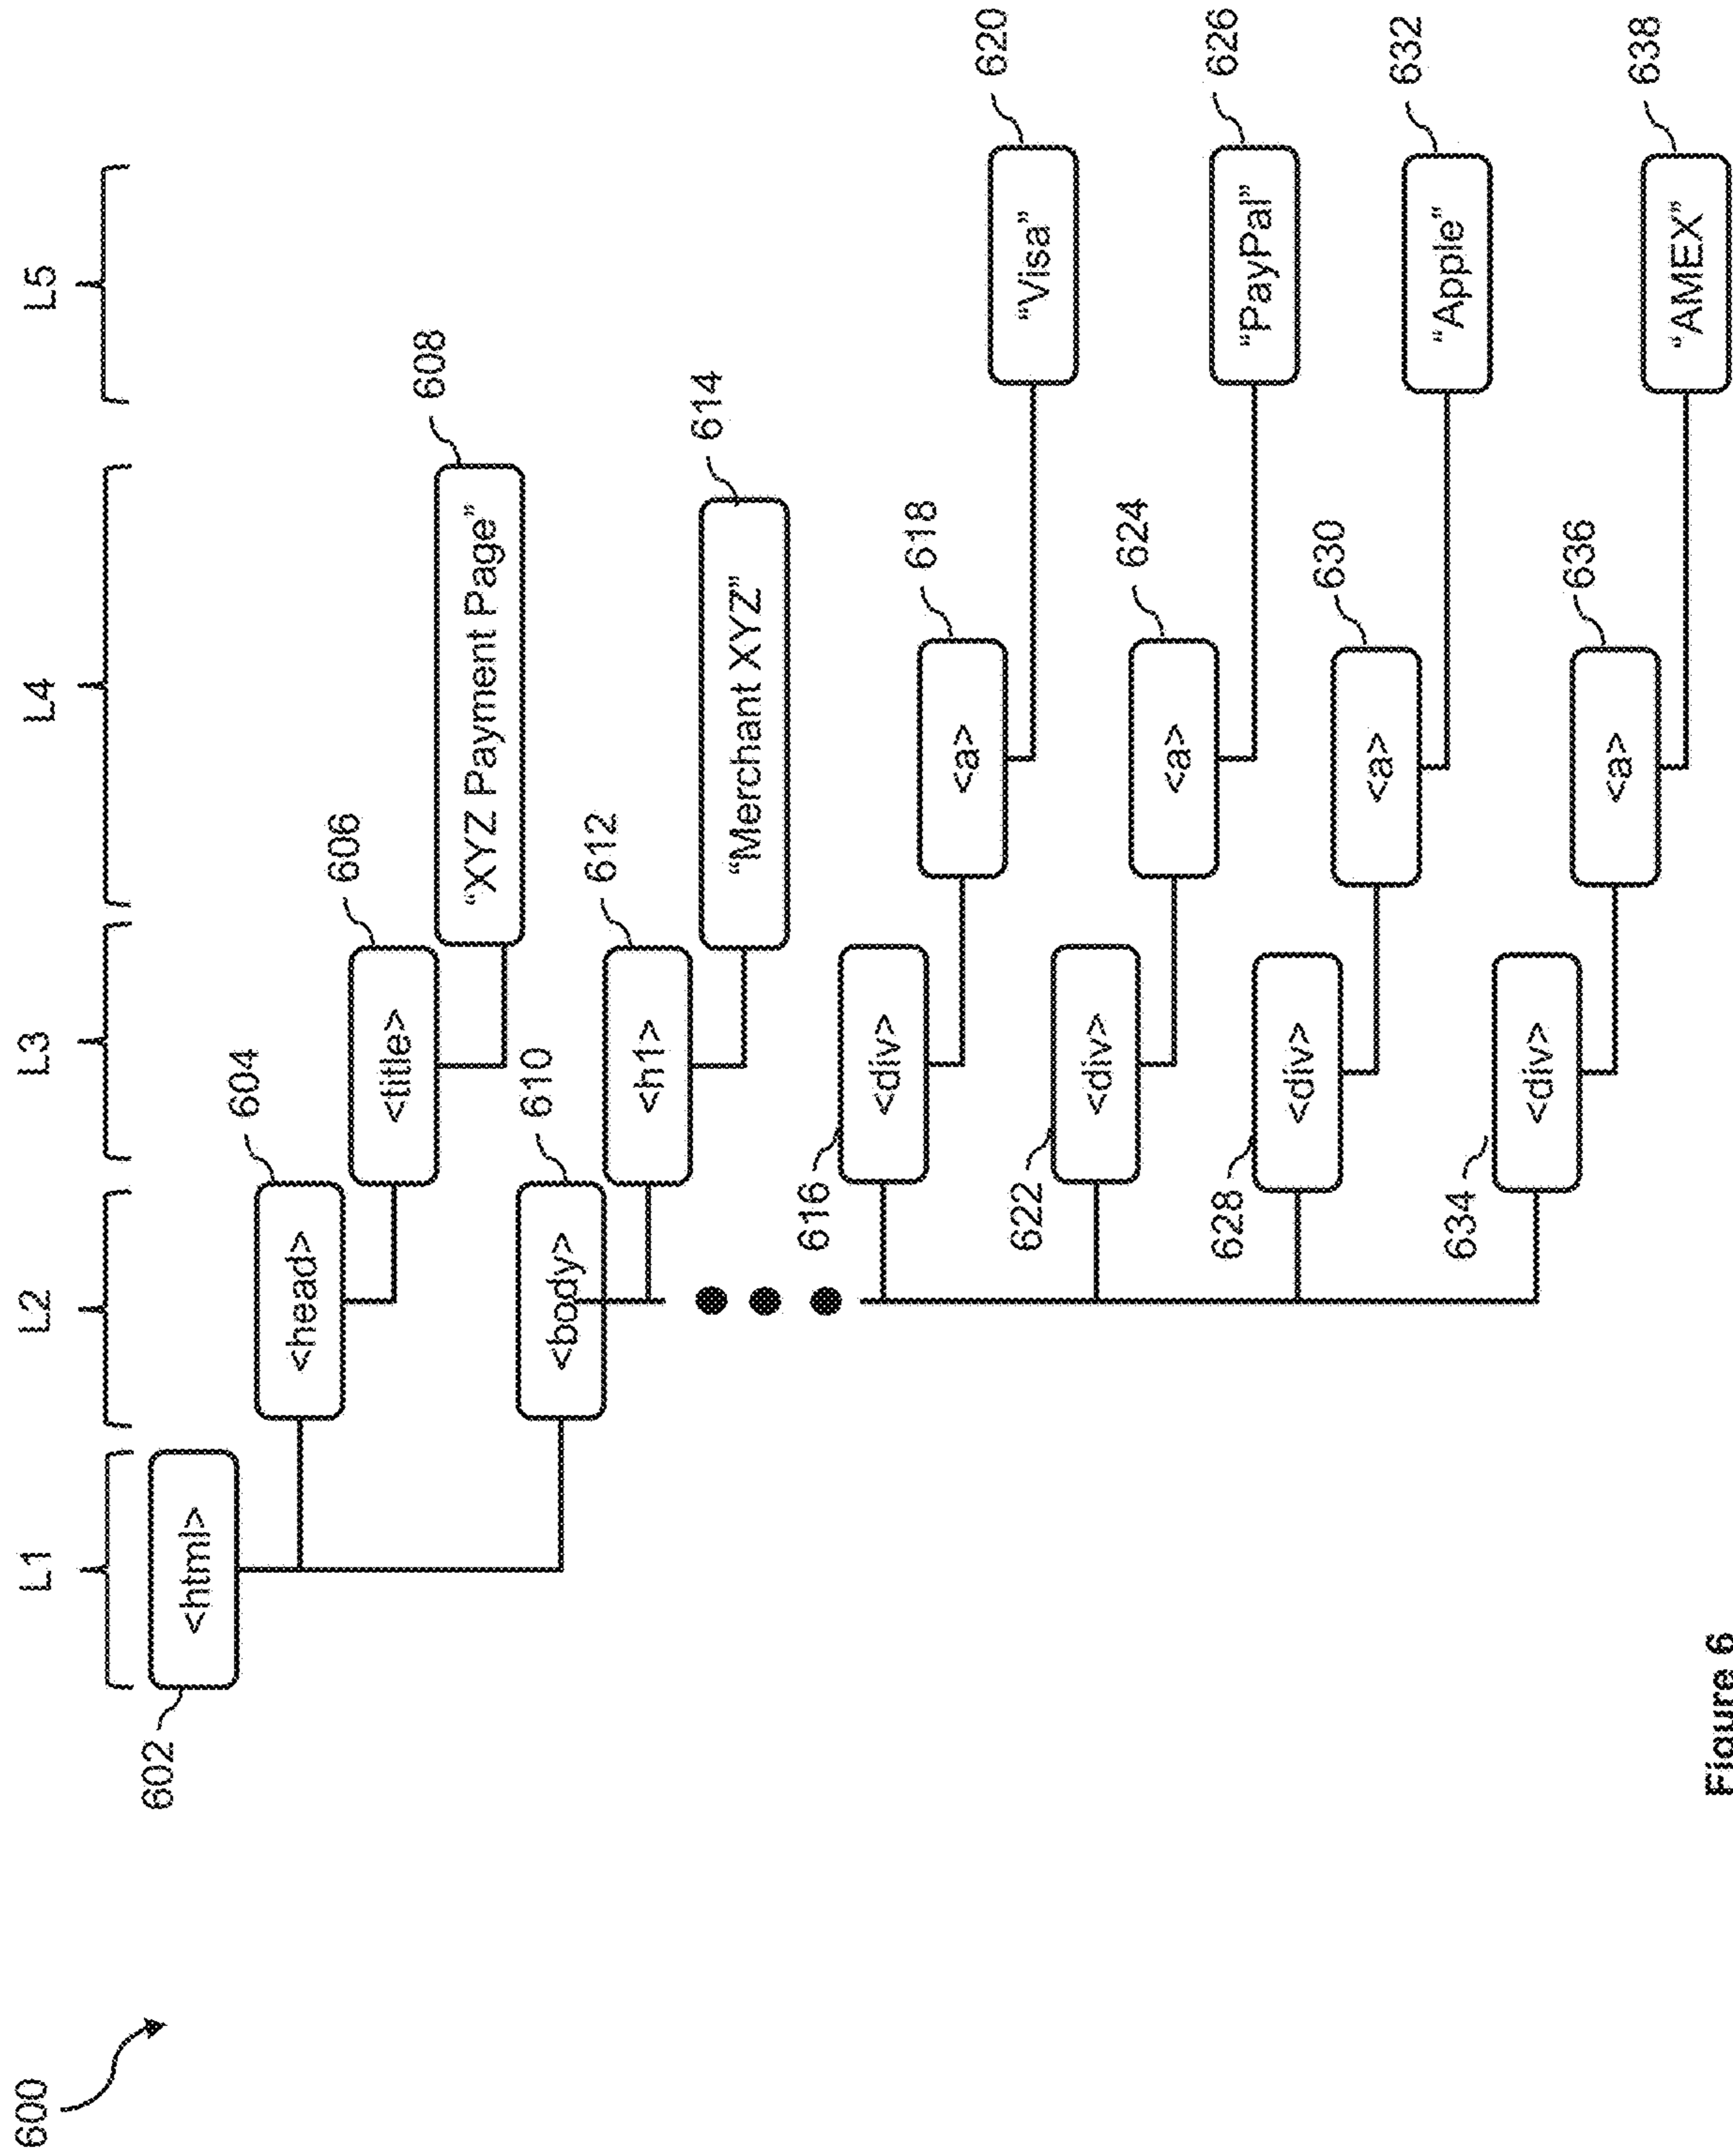 600
L1 L2 L3 L4 L5
602
<html>
<head>
604
<title>
606
"XYZ Payment Page"
608
<body>
610
<h1>
612
"Merchant XYZ"
614
616
<div>
<a>
618
"Visa"
620
622
<div>
<a>
624
"PayPal"
626
628
<div>
<a>
630
"Apple"
632
634
<div>
<a>
636
"AMEX"
638
Figure 6